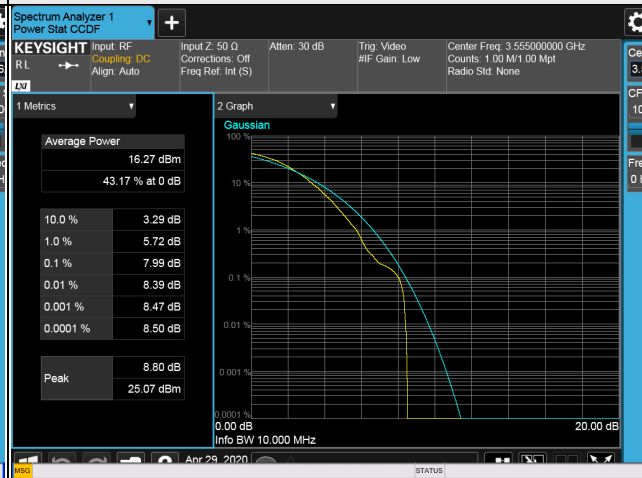 Spectrum Analyzer 1
Power Stat CCDF
KEYSIGHT
R L
LXI
Input: RF
Coupling: DC
Align: Auto
Input Z: 50 Ω
Corrections: Off
Freq Ref: Int (S)
Atten: 30 dB
Trig: Video
#IF Gain: Low
Center Freq: 3.555000000 GHz
Counts: 1.00 M/1.00 Mpt
Radio Std: None
1 Metrics
Average Power
16.27 dBm
43.17 % at 0 dB
10.0 % 3.29 dB
1.0 % 5.72 dB
0.1 % 7.99 dB
0.01 % 8.39 dB
0.001 % 8.47 dB
0.0001 % 8.50 dB
Peak
8.80 dB
25.07 dBm
2 Graph
Gaussian
100 %
10 %
1 %
0.1 %
0.01 %
0.001 %
0.0001 %
0.00 dB 20.00 dB
Info BW 10.000 MHz
Apr 29, 2020
MSG STATUS
Ce
3.
CF
10
Fre